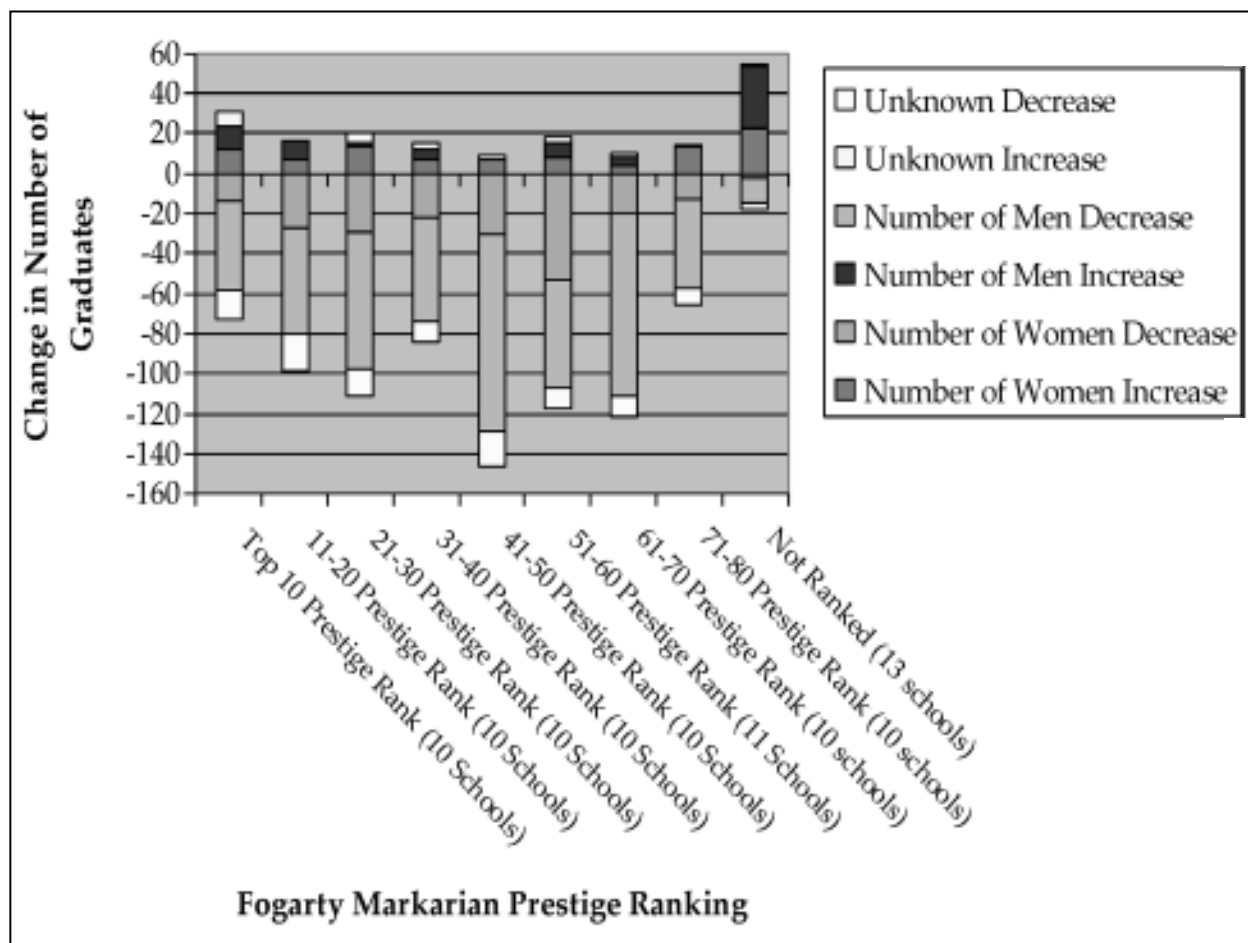 Change in Number of
Graduates
60
40
20
0
-20
-40
-60
-80
-100
-120
-140
-160
Top 10 Prestige Rank (10 Schools)
11-20 Prestige Rank (10 Schools)
21-30 Prestige Rank (10 Schools)
31-40 Prestige Rank (10 Schools)
41-50 Prestige Rank (10 Schools)
51-60 Prestige Rank (11 Schools)
61-70 Prestige Rank (10 schools)
71-80 Prestige Rank (10 schools)
Not Ranked (13 schools)
Fogarty Markarian Prestige Ranking
Unknown Decrease
Unknown Increase
Number of Men Decrease
Number of Men Increase
Number of Women Decrease
Number of Women Increase